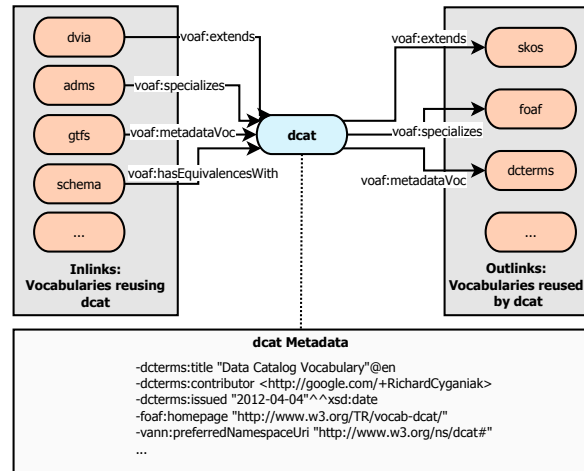 dvia
voaf:extends
voaf:extends
skos
adms
voaf:specializes
foaf
gtfs
voaf:metadataVoc
dcat
voaf:specializes
schema
voaf:hasEquivalencesWith
voaf:metadataVoc
dcterms
...
...
Inlinks:
Vocabularies reusing
dcat
Outlinks:
Vocabularies reused
by dcat
dcat Metadata
-dcterms:title "Data Catalog Vocabulary"@en
-dcterms:contributor <http://google.com/+RichardCyganiak>
-dcterms:issued "2012-04-04"^^xsd:date
-foaf:homepage "http://www.w3.org/TR/vocab-dcat/"
-vann:preferredNamespaceUri "http://www.w3.org/ns/dcat#"
...